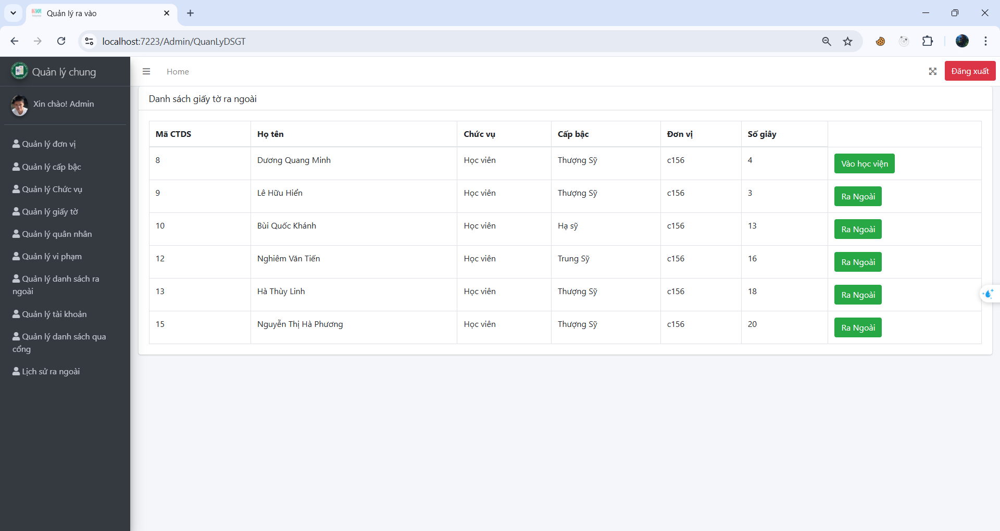 Quản lý ra vào
localhost:7223/Admin/QuanLyDSGT
Quản lý chung
Home
Đăng xuất
Xin chào! Admin
Quản lý đơn vị
Quản lý cấp bậc
Quản lý Chức vụ
Quản lý giấy tờ
Quản lý quân nhân
Quản lý vi phạm
Quản lý danh sách ra
ngoài
Quản lý tài khoản
Quản lý danh sách qua
cổng
Lịch sử ra ngoài
Danh sách giấy tờ ra ngoài
Mã CTDS Họ tên Chức vụ Cấp bậc Đơn vị Số giây
8 Dương Quang Minh Học viên Thượng Sỹ c156 4 Vào học viện
9 Lê Hữu Hiển Học viên Thượng Sỹ c156 3 Ra Ngoài
10 Bùi Quốc Khánh Học viên Hạ sỹ c156 13 Ra Ngoài
12 Nghiêm Văn Tiến Học viên Trung Sỹ c156 16 Ra Ngoài
13 Hà Thùy Linh Học viên Thượng Sỹ c156 18 Ra Ngoài
15 Nguyễn Thị Hà Phương Học viên Thượng Sỹ c156 20 Ra Ngoài